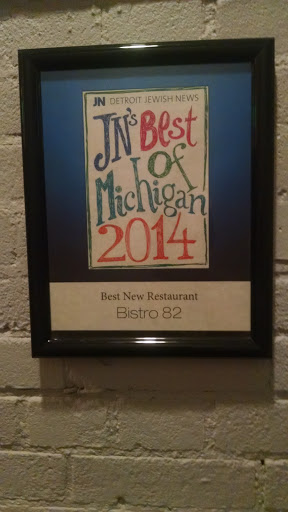 JN DETROIT JEWISH NEWS
JN's Best
of
Michigan
2014
Best New Restaurant
Bistro 82